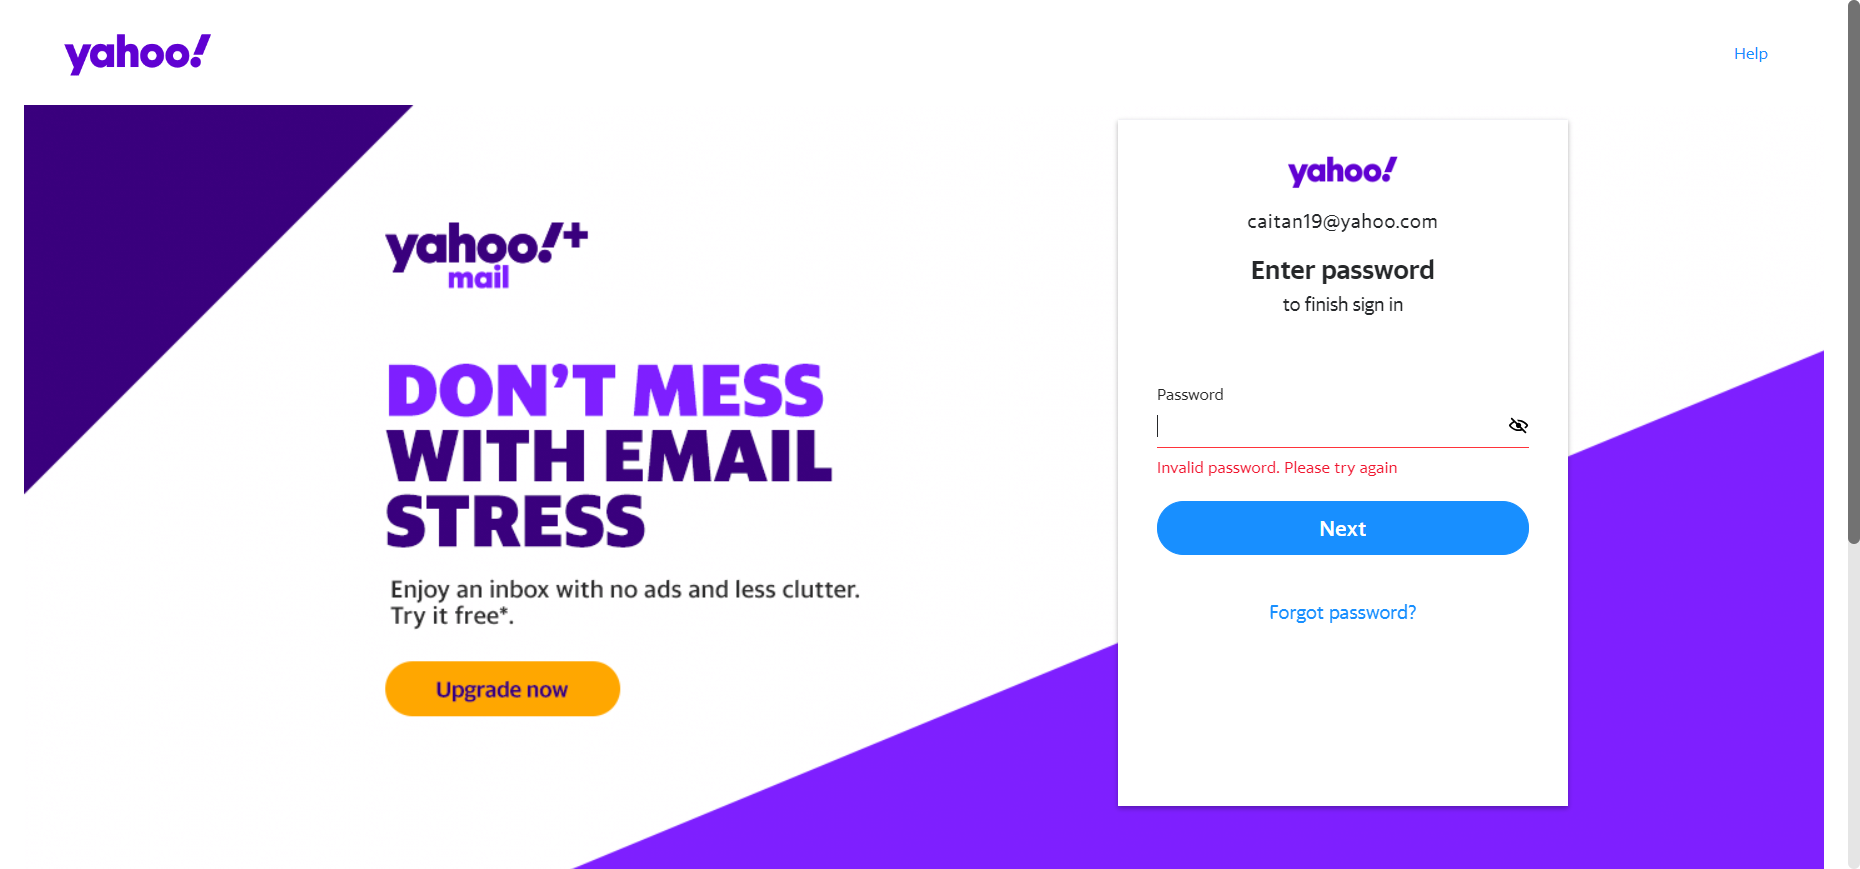 yahoo!
Help
yahoo!+
mail
DON'T MESS
WITH EMAIL
STRESS
Enjoy an inbox with no ads and less clutter.
Try it free*.
Upgrade now
yahoo!
caitan19@yahoo.com
Enter password
to finish sign in
Password
Invalid password. Please try again
Next
Forgot password?